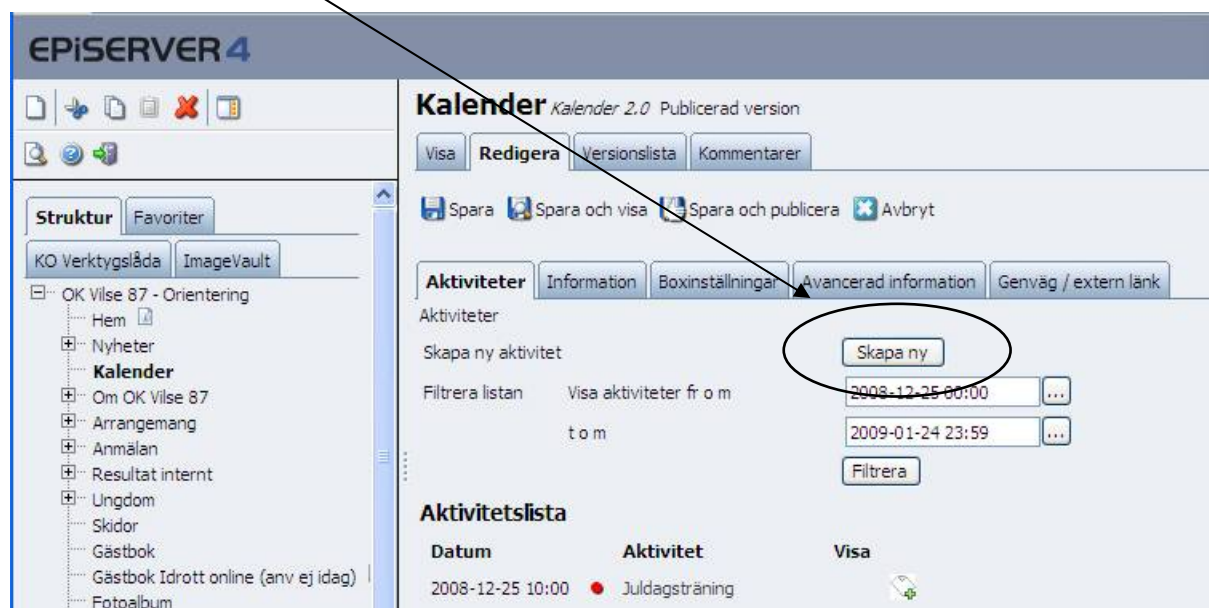 EPiSERVER 4
Struktur Favoriter
KO Verktygslåda ImageVault
OK Vilse 87 - Orientering
Hem
Nyheter
Kalender
Om OK Vilse 87
Arrangemang
Anmälan
Resultat internt
Ungdom
Skidor
Gästbok
Gästbok Idrott online (anv ej idag)
Fotoalbum
Kalender Kalender 2.0 Publicerad version
Visa Redigera Versionslista Kommentarer
Spara Spara och visa Spara och publicera Avbryt
Aktiviteter Information Boxinställningar Avancerad information Genväg / extern länk
Aktiviteter
Skapa ny aktivitet Skapa ny
Filtrera listan Visa aktiviteter fr o m 2008-12-25 00:00 ...
t o m 2009-01-24 23:59 ...
Filtrera
Aktivitetslista
Datum Aktivitet Visa
2008-12-25 10:00 Juldagsträning